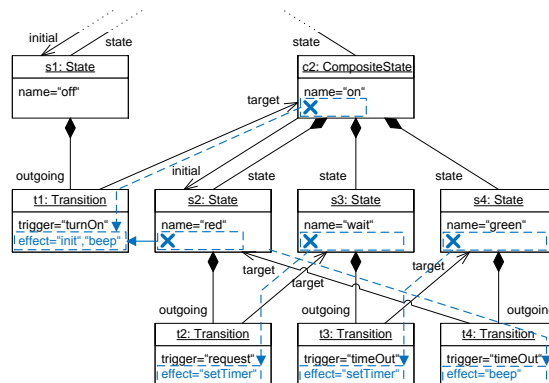 initial
state
state
s1: State
name="off"
c2: CompositeState
name="on"
target
outgoing
initial
state
state
state
t1: Transition
trigger="turnOn"
effect="init","beep"
s2: State
name="red"
s3: State
name="wait"
s4: State
name="green"
target
target
target
outgoing
outgoing
outgoing
t2: Transition
trigger="request"
effect="setTimer"
t3: Transition
trigger="timeOut"
effect="setTimer"
t4: Transition
trigger="timeOut"
effect="beep"